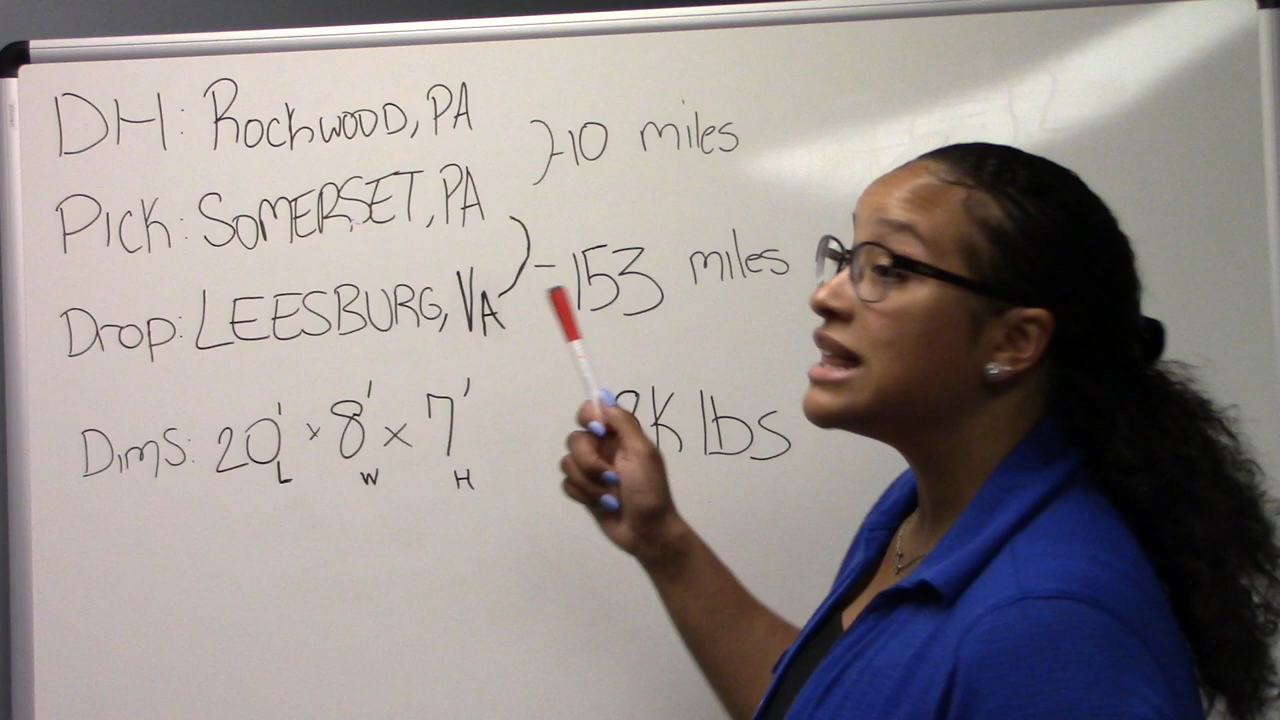 DH: Rockwood, PA
}-10 miles
Pick: SOMERSET, PA
Drop: LEESBURG, VA
) - 153 miles
Dims: 20' x 8' x 7'
L W H
lbs